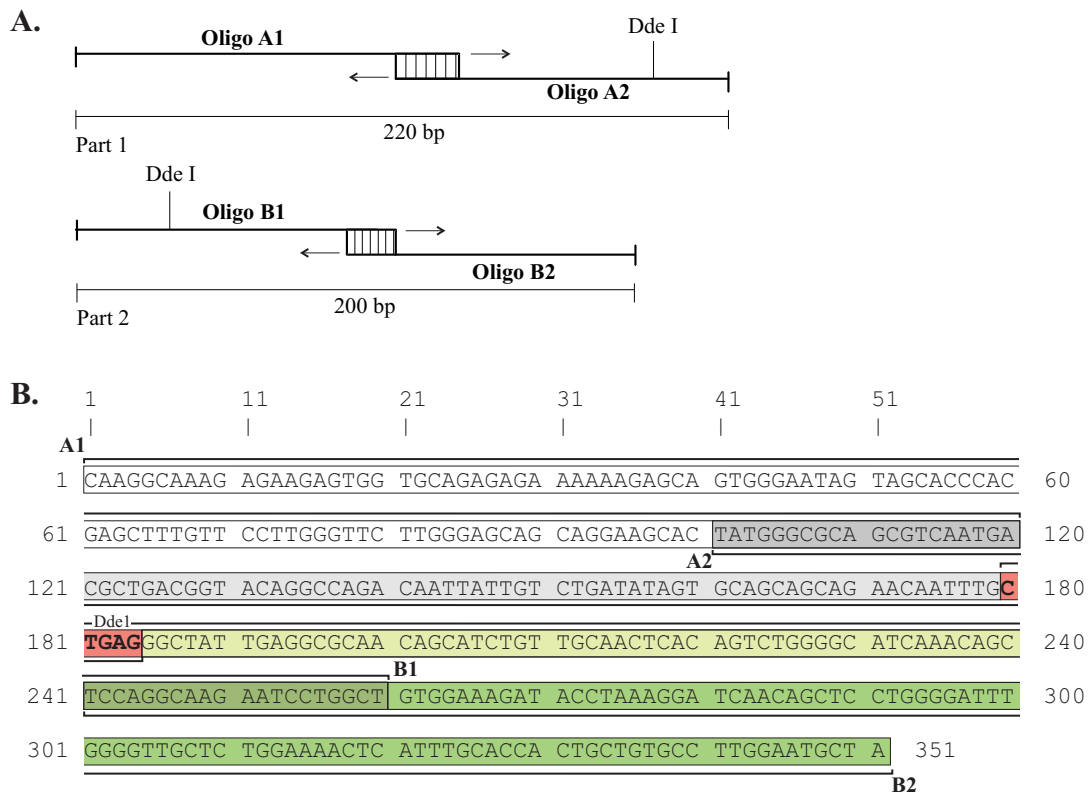 A.
Oligo A1
Dde I
Oligo A2
220 bp
Part 1
Dde I
Oligo B1
Oligo B2
200 bp
Part 2
B.
1 11 21 31 41 51
A1
1 CAAGGCAAAG AGAAGAGTGG TGCAGAGAGA AAAAAGAGCA GTGGGAATAG TAGCACCCAC 60
61 GAGCTTTGTT CCTTGGGTTC TTGGGAGCAG CAGGAAGCAC TATGGGCGCA GCGTCAATGA 120
A2
121 CGCTGACGGT ACAGGCCAGA CAATTATTGT CTGATATAGT GCAGCAGCAG AACAATTTGC 180
Dde1
181 TGAGGGCTAT TGAGGCGCAA CAGCATCTGT TGCAACTCAC AGTCTGGGGC ATCAAACAGC 240
B1
241 TCCAGGCAAG AATCCTGGCT GTGGAAAGAT ACCTAAAGGA TCAACAGCTC CTGGGGATTT 300
301 GGGGTTGCTC TGGAAAACTC ATTTGCACCA CTGCTGTGCC TTGGAATGCT A 351
B2